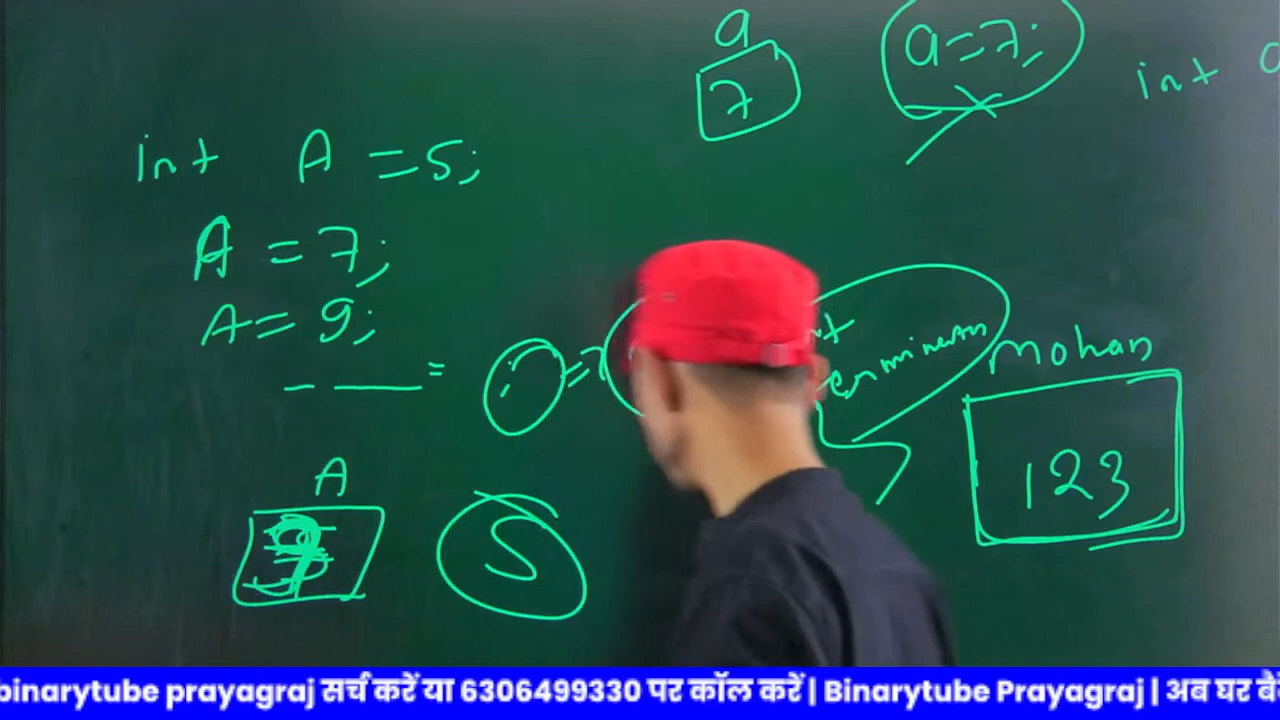 a
7
a=7;
int
int A =5;
A = 7;
A = 9;
Mohan
123
A
S
binarytube prayagraj सर्च करें या 6306499330 पर कॉल करें | Binarytube Prayagraj | अब घर